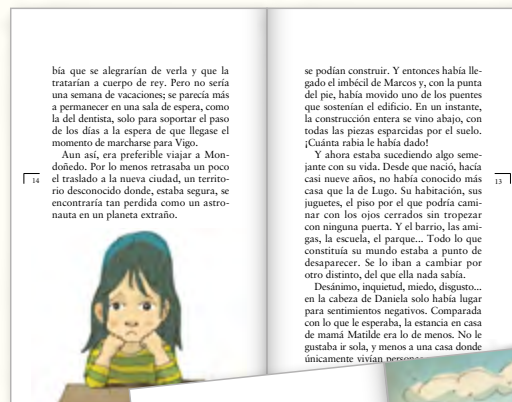 bía que se alegrarían de verla y que la
tratarían a cuerpo de rey. Pero no sería
una semana de vacaciones; se parecía más
a permanecer en una sala de espera, como
la del dentista, solo para soportar el paso
de los días a la espera de que llegase el
momento de marcharse para Vigo.
Aun así, era preferible viajar a Mon-
doñedo. Por lo menos retrasaba un poco
el traslado a la nueva ciudad, un territo-
rio desconocido donde, estaba segura, se
encontraría tan perdida como un astro-
nauta en un planeta extraño.
14
se podían construir. Y entonces había lle-
gado el imbécil de Marcos y, con la punta
del pie, había movido uno de los puentes
que sostenían el edificio. En un instante,
la construcción entera se vino abajo, con
todas las piezas esparcidas por el suelo.
¡Cuánta rabia le había dado!
Y ahora estaba sucediendo algo seme-
jante con su vida. Desde que nació, hacía
casi nueve años, no había conocido más
casa que la de Lugo. Su habitación, sus
juguetes, el piso por el que podría cami-
nar con los ojos cerrados sin tropezar
con ninguna puerta. Y el barrio, las ami-
gas, la escuela, el parque... Todo lo que
constituía su mundo estaba a punto de
desaparecer. Se lo iban a cambiar por
otro distinto, del que ella nada sabía.
Desánimo, inquietud, miedo, disgusto...
en la cabeza de Daniela solo había lugar
para sentimientos negativos. Comparada
con lo que le esperaba, la estancia en casa
de mamá Matilde era lo de menos. No le
gustaba ir sola, y menos a una casa donde
únicamente vivían
13